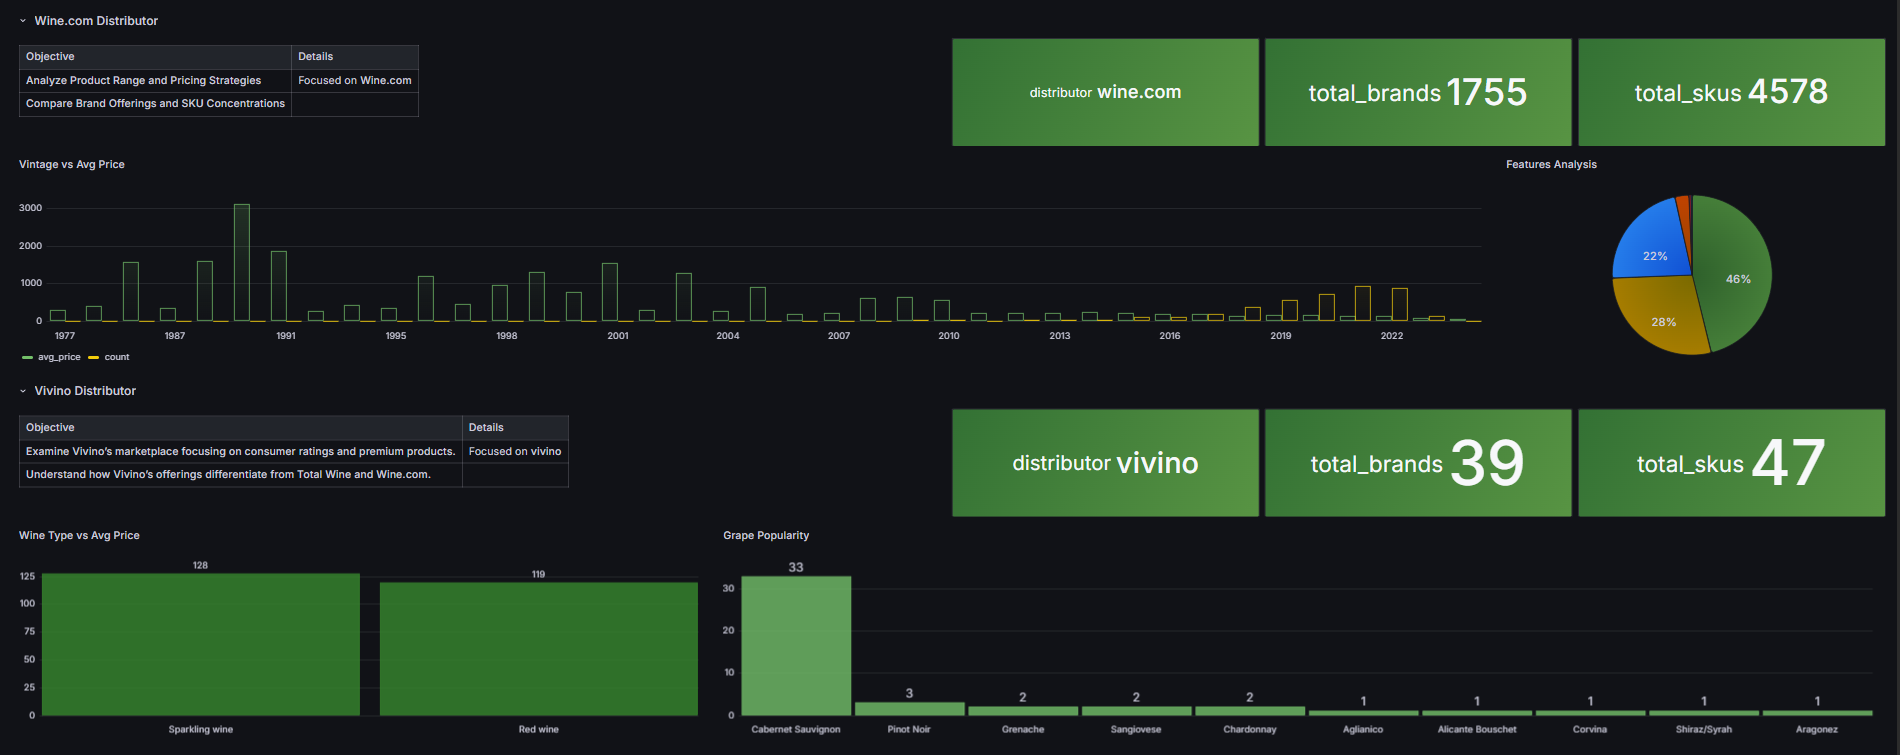 Wine.com Distributor
Objective Details
Analyze Product Range and Pricing Strategies Focused on Wine.com
Compare Brand Offerings and SKU Concentrations
distributor wine.com
total_brands 1755
total_skus 4578
Vintage vs Avg Price
3000
2000
1000
0
1977 1987 1991 1995 1998 2001 2004 2007 2010 2013 2016 2019 2022
avg_price count
Features Analysis
46%
28%
22%
Vivino Distributor
Objective Details
Examine Vivino's marketplace focusing on consumer ratings and premium products. Focused on vivino
Understand how Vivino's offerings differentiate from Total Wine and Wine.com.
distributor vivino
total_brands 39
total_skus 47
Wine Type vs Avg Price
128
119
125
100
75
50
25
0
Sparkling wine Red wine
Grape Popularity
33 3 2 2 2 1 1 1 1 1
30
20
10
0
Cabernet Sauvignon Pinot Noir Grenache Sangiovese Chardonnay Aglianico Alicante Bouschet Corvina Shiraz/Syrah Aragonez